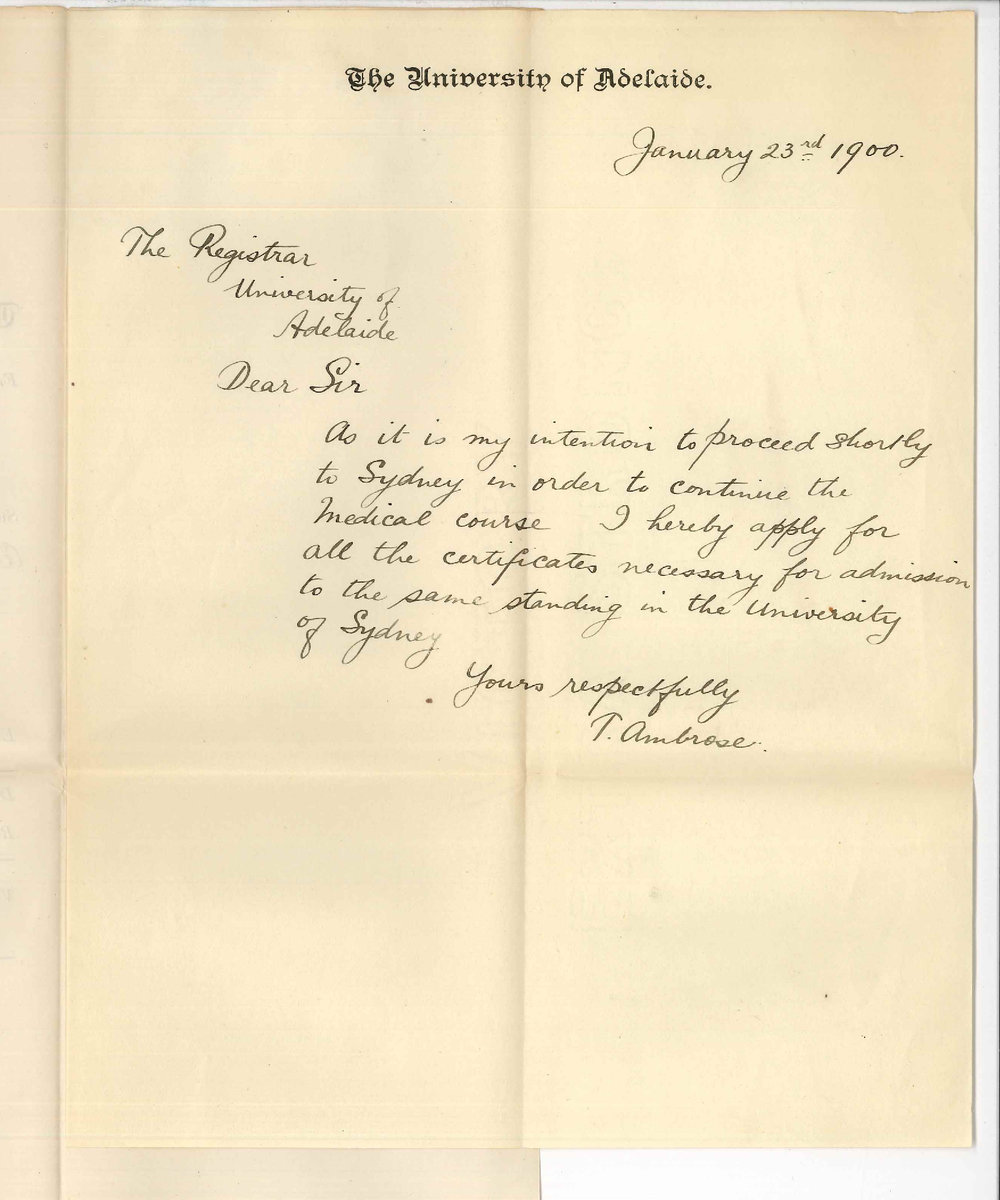 The University of Adelaide.
January 23rd 1900.
The Registrar
University of
Adelaide
Dear Sir
As it is my intention to proceed shortly
to Sydney in order to continue the
Medical course I hereby apply for
all the certificates necessary for admission
to the same standing in the University
of Sydney
Yours respectfully
T. Ambrose.